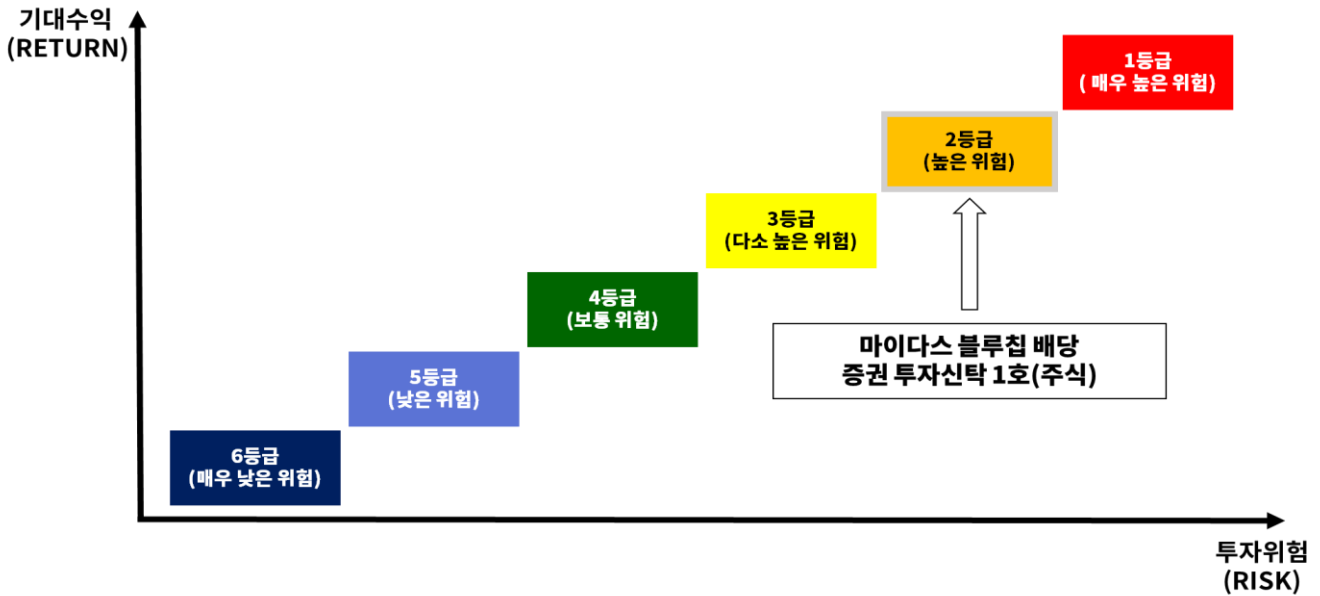 기대수익
(RETURN)
1등급
( 매우 높은 위험)
2등급
(높은 위험)
3등급
(다소 높은 위험)
4등급
(보통 위험)
마이다스 블루칩 배당
증권 투자신탁 1호(주식)
5등급
(낮은 위험)
6등급
(매우 낮은 위험)
투자위험
(RISK)